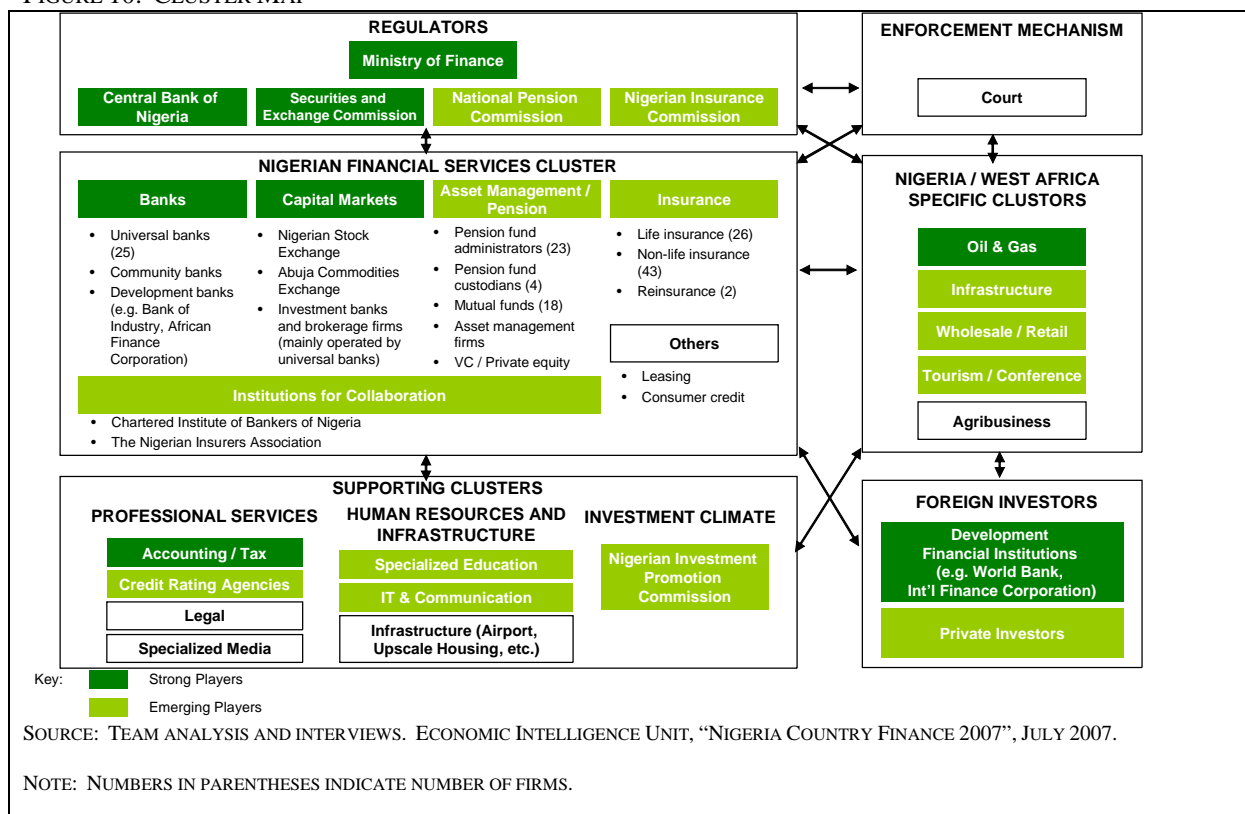 FIGURE 10: CLUSTER MAP
REGULATORS
Ministry of Finance
Central Bank of
Nigeria
Securities and
Exchange Commission
National Pension
Commission
Nigerian Insurance
Commission
ENFORCEMENT MECHANISM
Court
NIGERIAN FINANCIAL SERVICES CLUSTER
Banks
• Universal banks
(25)
• Community banks
• Development banks
(e.g. Bank of
Industry, African
Finance
Corporation)
Capital Markets
• Nigerian Stock
Exchange
• Abuja Commodities
Exchange
• Investment banks
and brokerage firms
(mainly operated by
universal banks)
Asset Management /
Pension
• Pension fund
administrators (23)
• Pension fund
custodians (4)
• Mutual funds (18)
• Asset management
firms
• VC / Private equity
Insurance
• Life insurance (26)
• Non-life insurance
(43)
• Reinsurance (2)
Others
• Leasing
• Consumer credit
Institutions for Collaboration
• Chartered Institute of Bankers of Nigeria
• The Nigerian Insurers Association
NIGERIA / WEST AFRICA
SPECIFIC CLUSTORS
Oil & Gas
Infrastructure
Wholesale / Retail
Tourism / Conference
Agribusiness
SUPPORTING CLUSTERS
PROFESSIONAL SERVICES
Accounting / Tax
Credit Rating Agencies
Legal
Specialized Media
HUMAN RESOURCES AND
INFRASTRUCTURE
Specialized Education
IT & Communication
Infrastructure (Airport,
Upscale Housing, etc.)
INVESTMENT CLIMATE
Nigerian Investment
Promotion
Commission
FOREIGN INVESTORS
Development
Financial Institutions
(e.g. World Bank,
Int'l Finance Corporation)
Private Investors
Key:
Strong Players
Emerging Players
SOURCE: TEAM ANALYSIS AND INTERVIEWS. ECONOMIC INTELLIGENCE UNIT, “NIGERIA COUNTRY FINANCE 2007”, JULY 2007.
NOTE: NUMBERS IN PARENTHESES INDICATE NUMBER OF FIRMS.